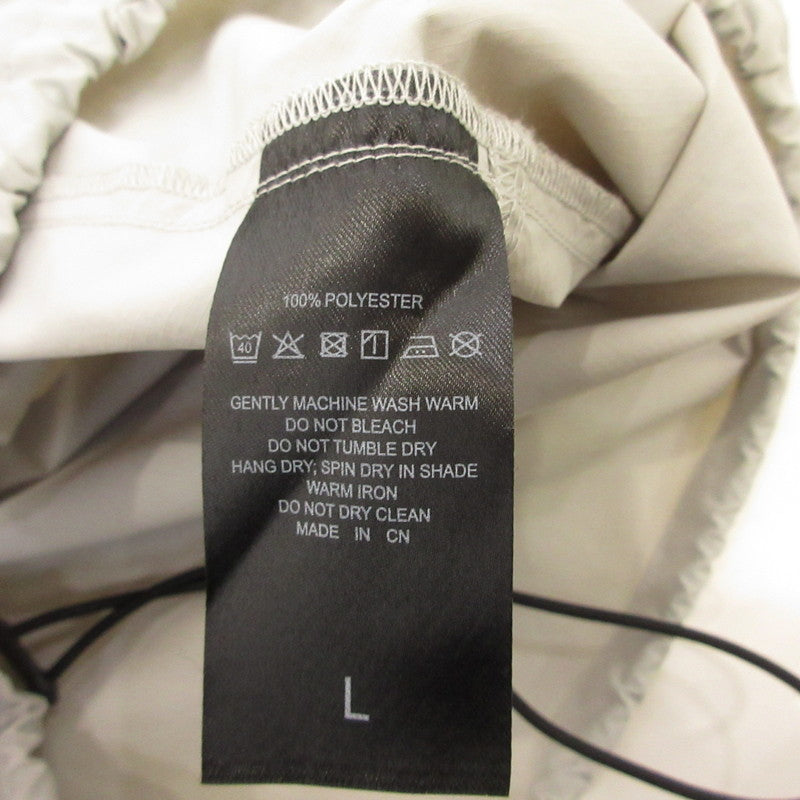 100% POLYESTER
40
GENTLY MACHINE WASH WARM
DO NOT BLEACH
DO NOT TUMBLE DRY
HANG DRY; SPIN DRY IN SHADE
WARM IRON
DO NOT DRY CLEAN
MADE IN CN
L